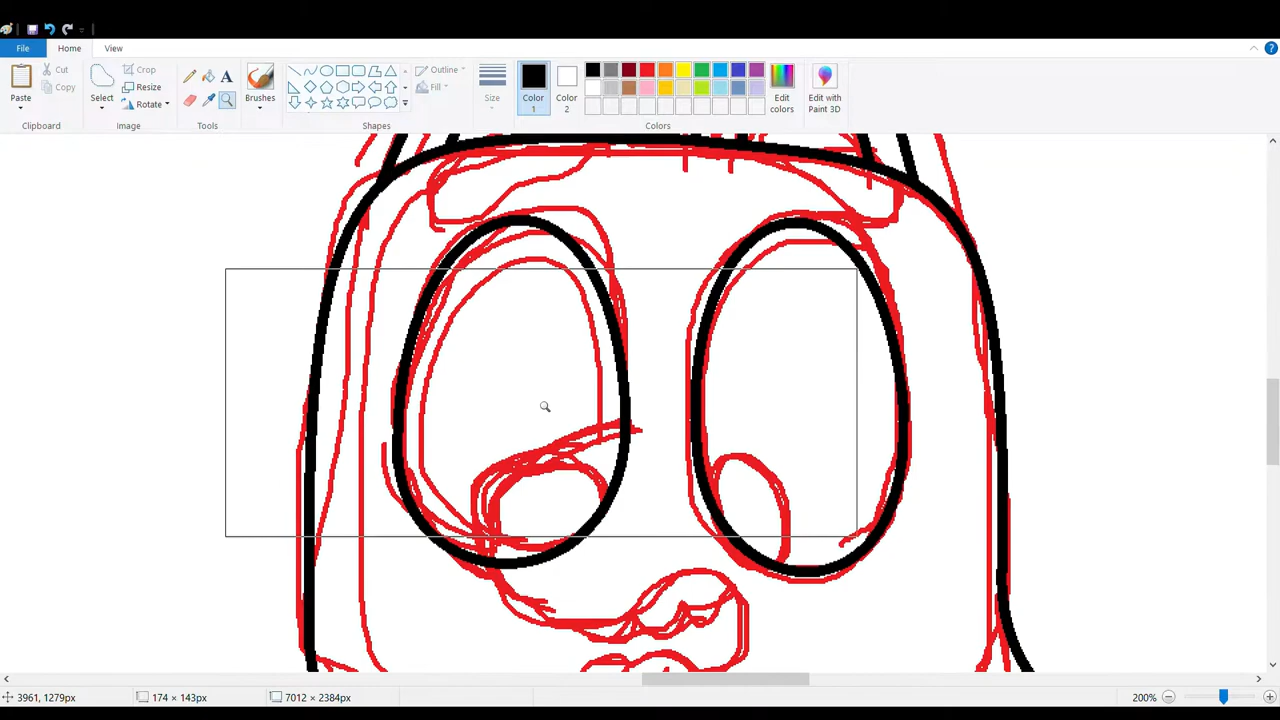 File Home View
Paste Cut Copy Select Crop Resize Rotate A Brushes Outline Fill Size Color 1 Color 2 Edit colors Edit with Paint 3D
Clipboard Image Tools Shapes Colors
3961, 1279px 174 × 143px 7012 × 2384px 200%